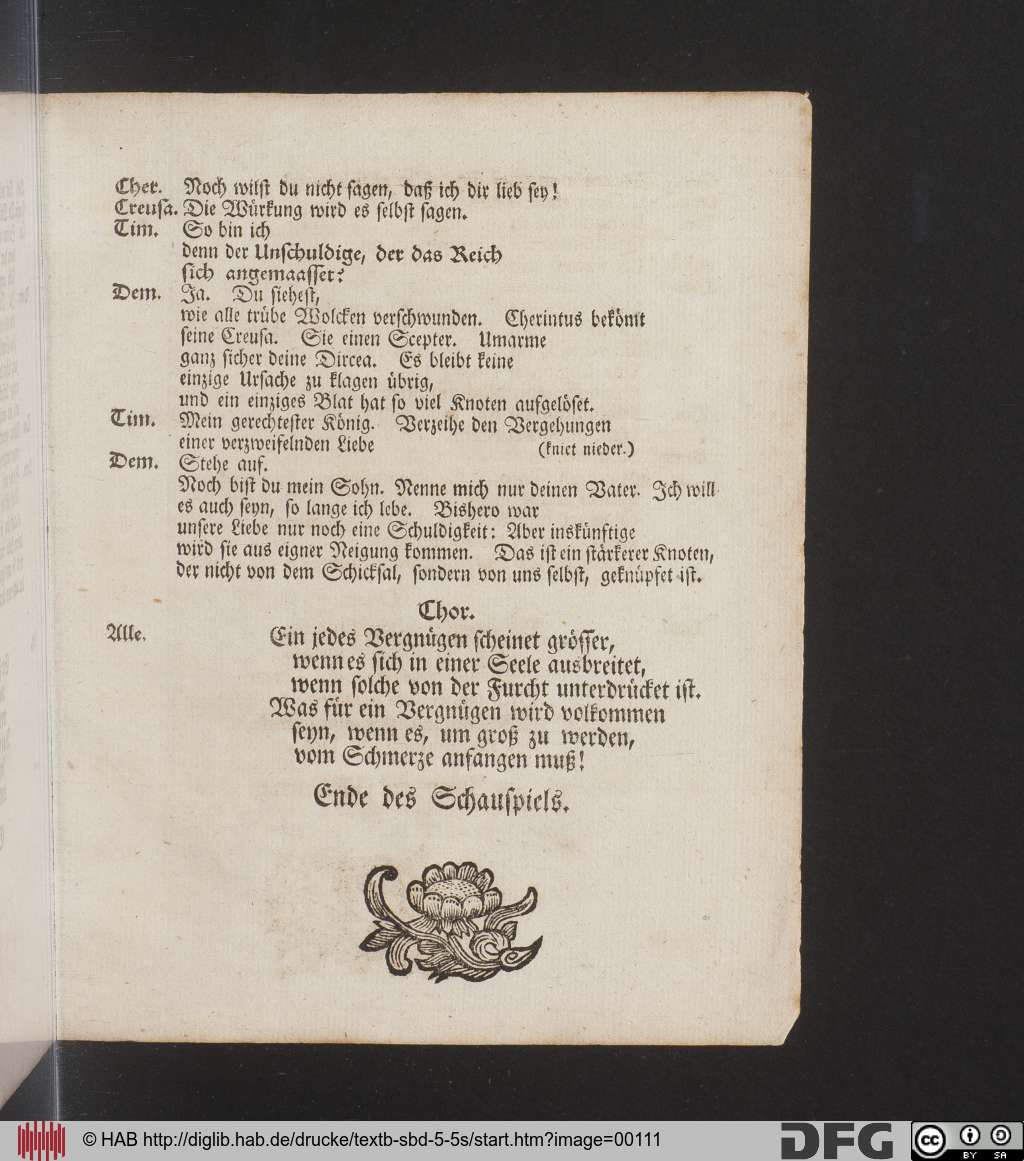 Cher. Noch wilst du nicht sagen, daß ich dir lieb sey!
Creusa. Die Würkung wird es selbst sagen.
Tim. So bin ich
denn der Unschuldige, der das Reich
sich angemaasset?
Dem. Ja. Du siehest,
wie alle trübe Wolcken verschwunden. Cherintus bekömt
seine Creusa. Sie einen Scepter. Umarme
ganz sicher deine Dircea. Es bleibt keine
einzige Ursache zu klagen übrig,
und ein einziges Blat hat so viel Knoten aufgelöset.
Tim. Mein gerechtester König. Verzeihe den Vergehungen
einer verzweifelnden Liebe (kniet nieder.)
Dem. Stehe auf.
Noch bist du mein Sohn. Nenne mich nur deinen Vater. Ich will
es auch seyn, so lange ich lebe. Bishero war
unsere Liebe nur noch eine Schuldigkeit: Aber inskünftige
wird sie aus eigner Neigung kommen. Das ist ein stärkerer Knoten,
der nicht von dem Schicksal, sondern von uns selbst, geknüpfet ist.
Chor.
Alle. Ein jedes Vergnügen scheinet grösser,
wenn es sich in einer Seele ausbreitet,
wenn solche von der Furcht unterdrücket ist.
Was für ein Vergnügen wird volkommen
seyn, wenn es, um groß zu werden,
vom Schmerze anfangen muß!
Ende des Schauspiels.
© HAB http://diglib.hab.de/drucke/textb-sbd-5-5s/start.htm?image=00111
DFG
cc BY SA